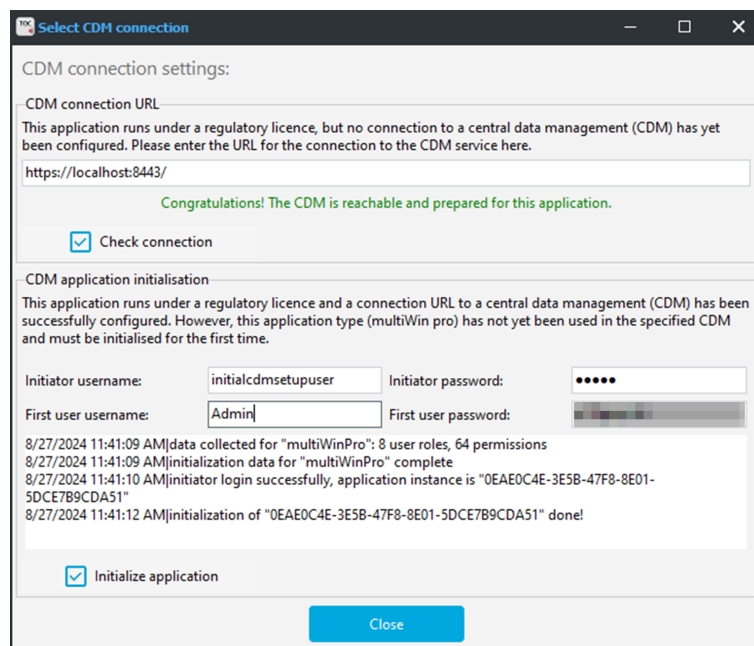 TOC
Select CDM connection
CDM connection settings:
CDM connection URL
This application runs under a regulatory licence, but no connection to a central data management (CDM) has yet
been configured. Please enter the URL for the connection to the CDM service here.
https://localhost:8443/
Congratulations! The CDM is reachable and prepared for this application.
Check connection
CDM application initialisation
This application runs under a regulatory licence and a connection URL to a central data management (CDM) has been
successfully configured. However, this application type (multiWin pro) has not yet been used in the specified CDM
and must be initialised for the first time.
Initiator username: initialcdmsetupuser Initiator password: •••••
First user username: Admin First user password:
8/27/2024 11:41:09 AM|data collected for "multiWinPro": 8 user roles, 64 permissions
8/27/2024 11:41:09 AM|initialization data for "multiWinPro" complete
8/27/2024 11:41:10 AM|initiator login successfully, application instance is "0EAE0C4E-3E5B-47F8-8E01-
5DCE7B9CDA51"
8/27/2024 11:41:12 AM|initialization of "0EAE0C4E-3E5B-47F8-8E01-5DCE7B9CDA51" done!
Initialize application
Close